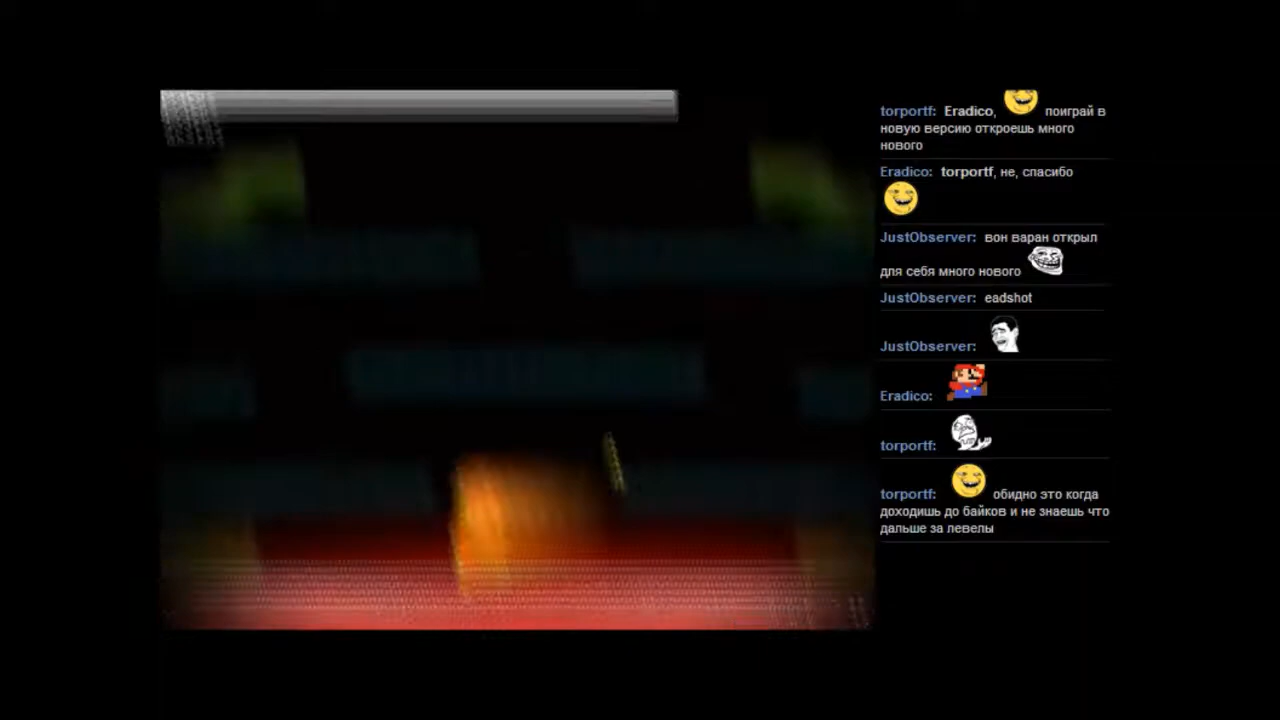 torportf: Eradico, поиграй в
новую версию откроешь много
нового
Eradico: torportf, не, спасибо
JustObserver: вон варан открыл
для себя много нового
JustObserver: eadshot
JustObserver:
Eradico:
torportf:
torportf: обидно это когда
доходишь до байков и не знаешь что
дальше за левелы